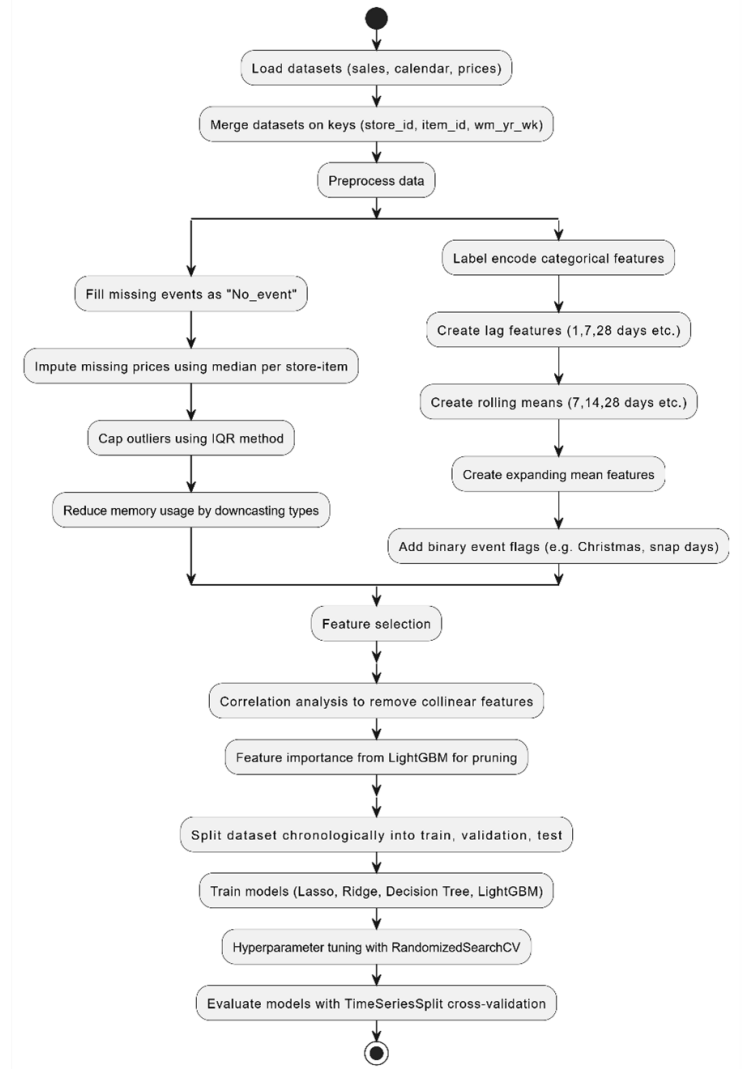 Load datasets (sales, calendar, prices)
Merge datasets on keys (store_id, item_id, wm_yr_wk)
Preprocess data
Fill missing events as "No_event"
Impute missing prices using median per store-item
Cap outliers using IQR method
Reduce memory usage by downcasting types
Label encode categorical features
Create lag features (1,7,28 days etc.)
Create rolling means (7,14,28 days etc.)
Create expanding mean features
Add binary event flags (e.g. Christmas, snap days)
Feature selection
Correlation analysis to remove collinear features
Feature importance from LightGBM for pruning
Split dataset chronologically into train, validation, test
Train models (Lasso, Ridge, Decision Tree, LightGBM)
Hyperparameter tuning with RandomizedSearchCV
Evaluate models with TimeSeriesSplit cross-validation